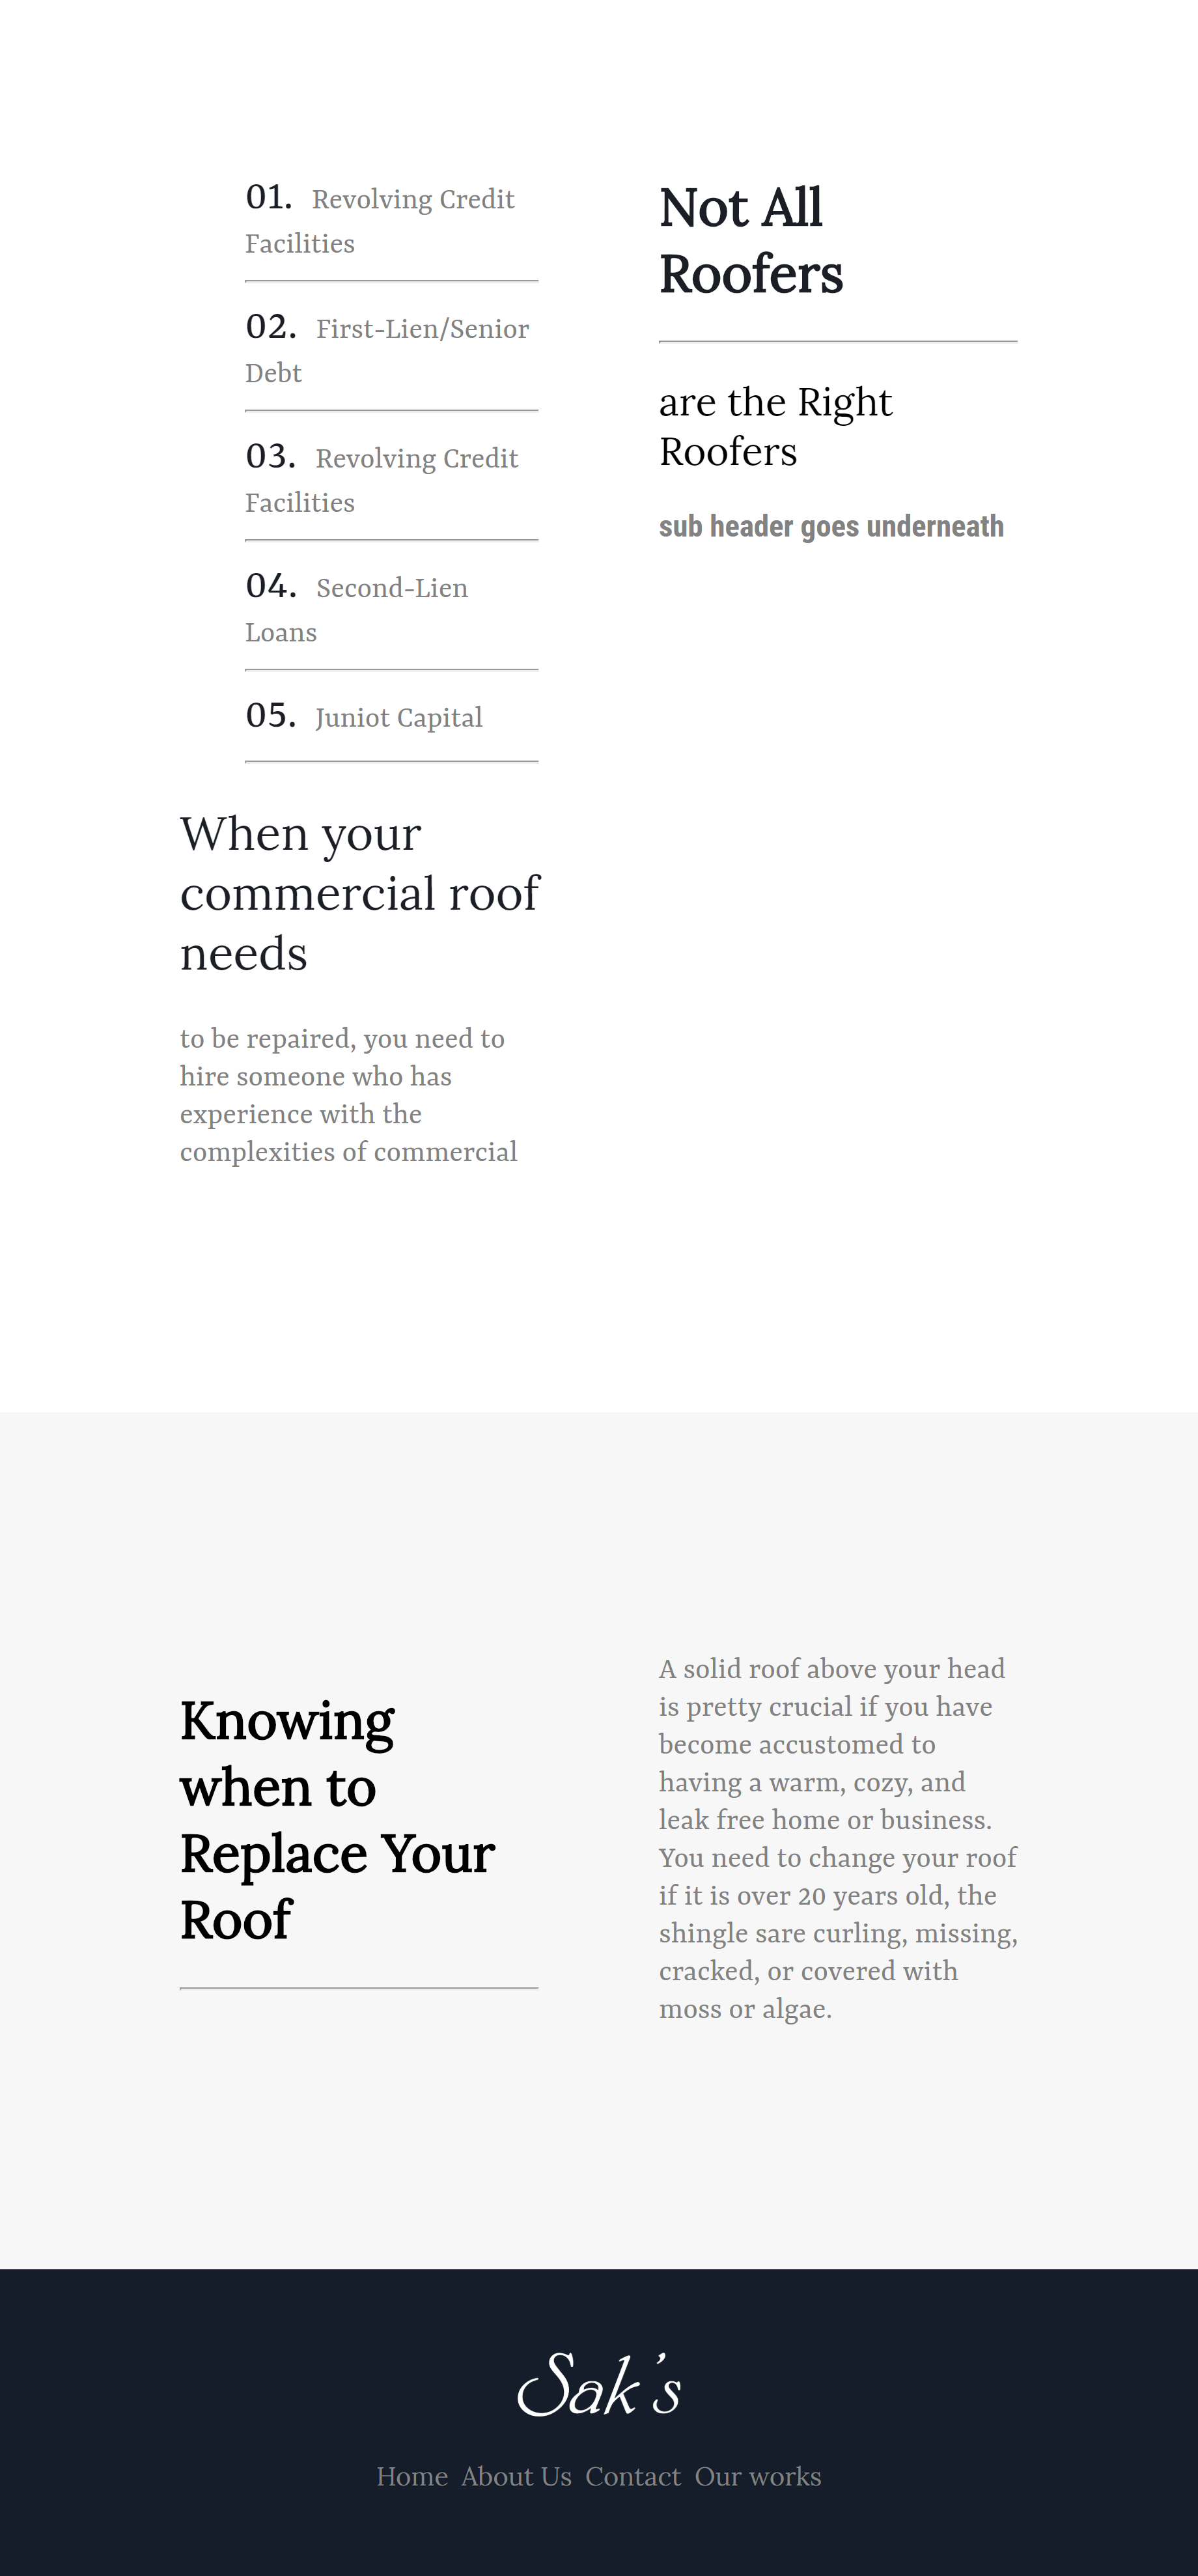 01. Revolving Credit
Facilities
02. First-Lien/Senior
Debt
03. Revolving Credit
Facilities
04. Second-Lien
Loans
05. Juniot Capital
When your
commercial roof
needs
to be repaired, you need to
hire someone who has
experience with the
complexities of commercial
Not All
Roofers
are the Right
Roofers
sub header goes underneath
Knowing
when to
Replace Your
Roof
A solid roof above your head
is pretty crucial if you have
become accustomed to
having a warm, cozy, and
leak free home or business.
You need to change your roof
if it is over 20 years old, the
shingle sare curling, missing,
cracked, or covered with
moss or algae.
Sak's
Home About Us Contact Our works